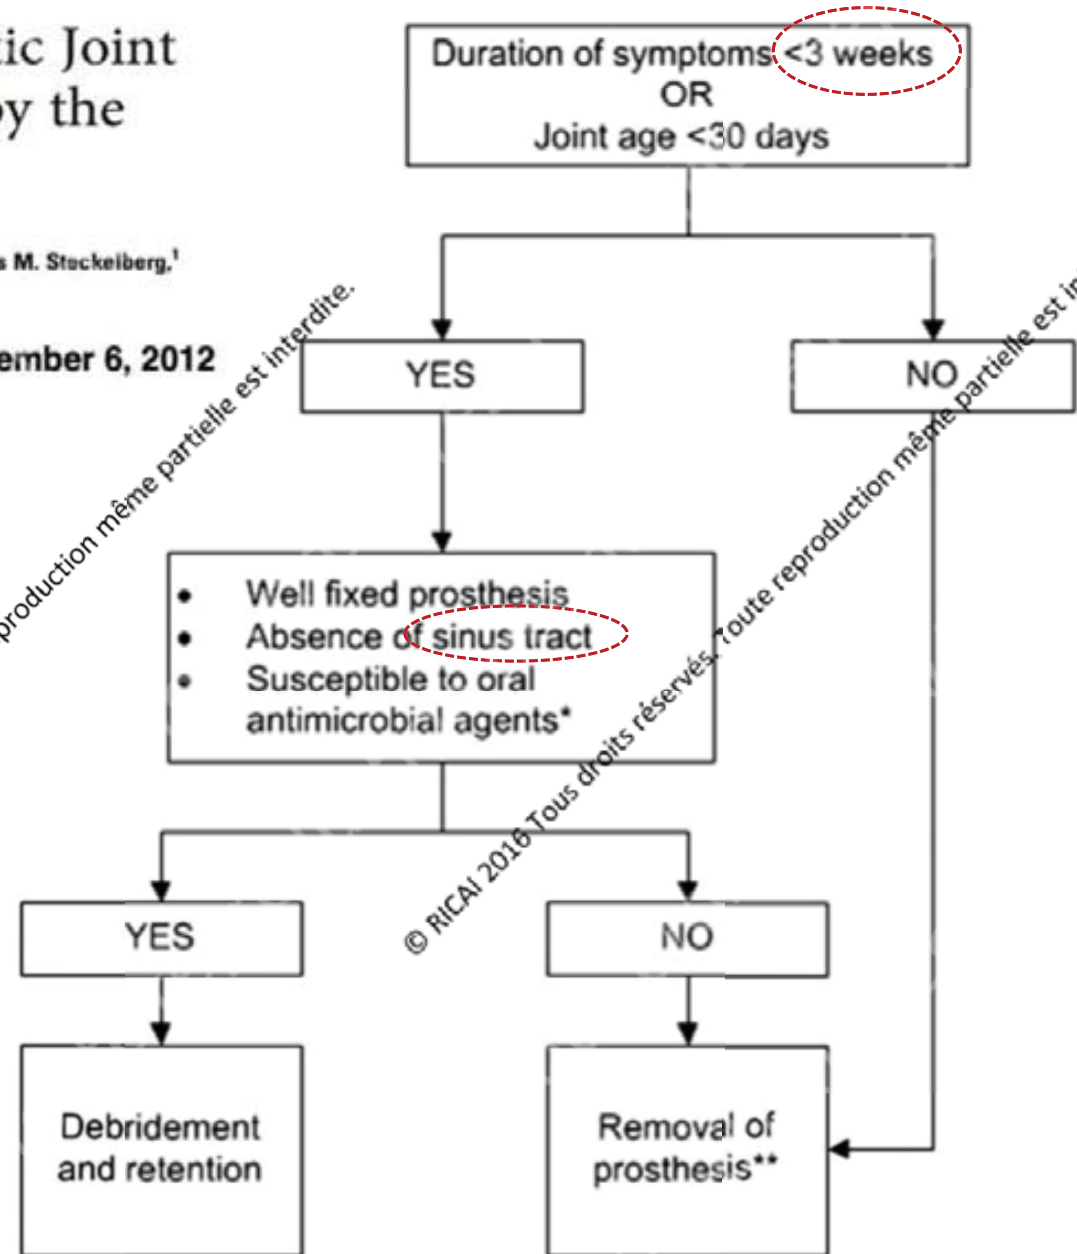 tic Joint
by the
s M. Steckelberg,¹
ember 6, 2012
Duration of symptoms <3 weeks
OR
Joint age <30 days
YES
NO
• Well fixed prosthesis
• Absence of sinus tract
• Susceptible to oral
antimicrobial agents*
YES
NO
Debridement
and retention
Removal of
prosthesis**
production même partielle est interdite.
© RICAI 2016 Tous droits réservés. Toute reproduction même partielle est in